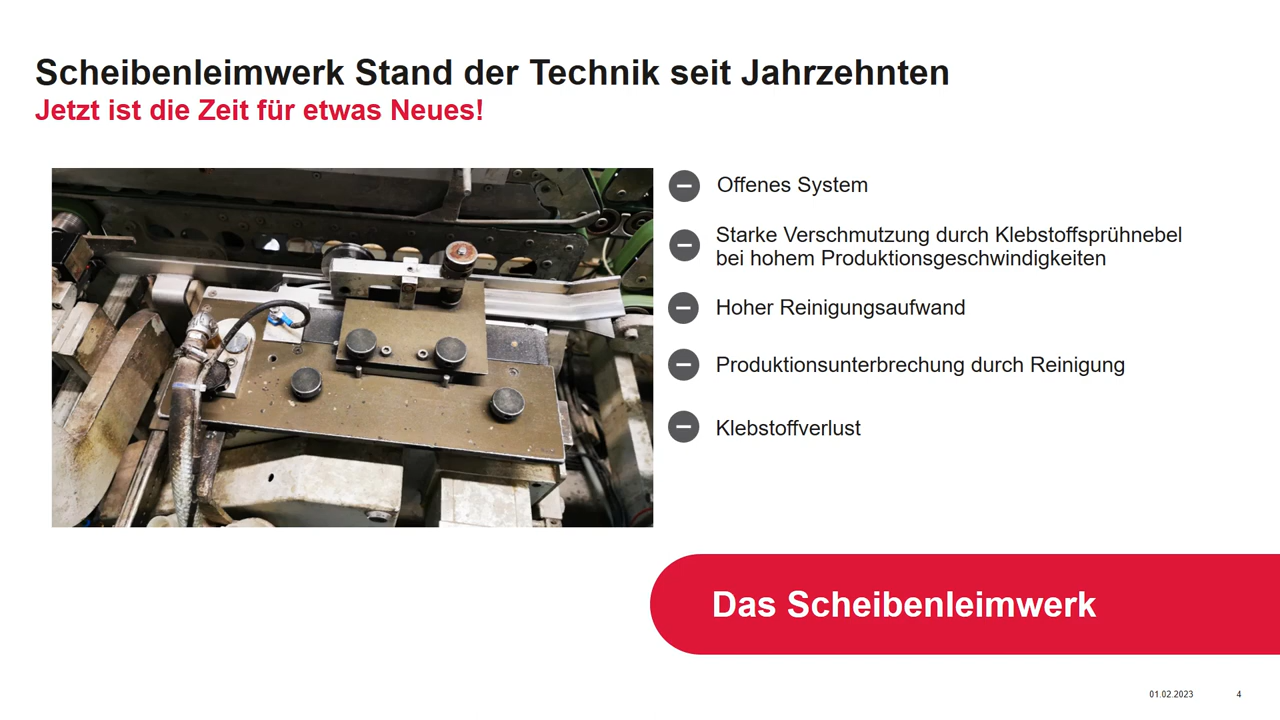 Scheibenleimwerk Stand der Technik seit Jahrzehnten
Jetzt ist die Zeit für etwas Neues!
Offenes System
Starke Verschmutzung durch Klebstoffsprühnebel
bei hohem Produktionsgeschwindigkeiten
Hoher Reinigungsaufwand
Produktionsunterbrechung durch Reinigung
Klebstoffverlust
Das Scheibenleimwerk
01.02.2023
4